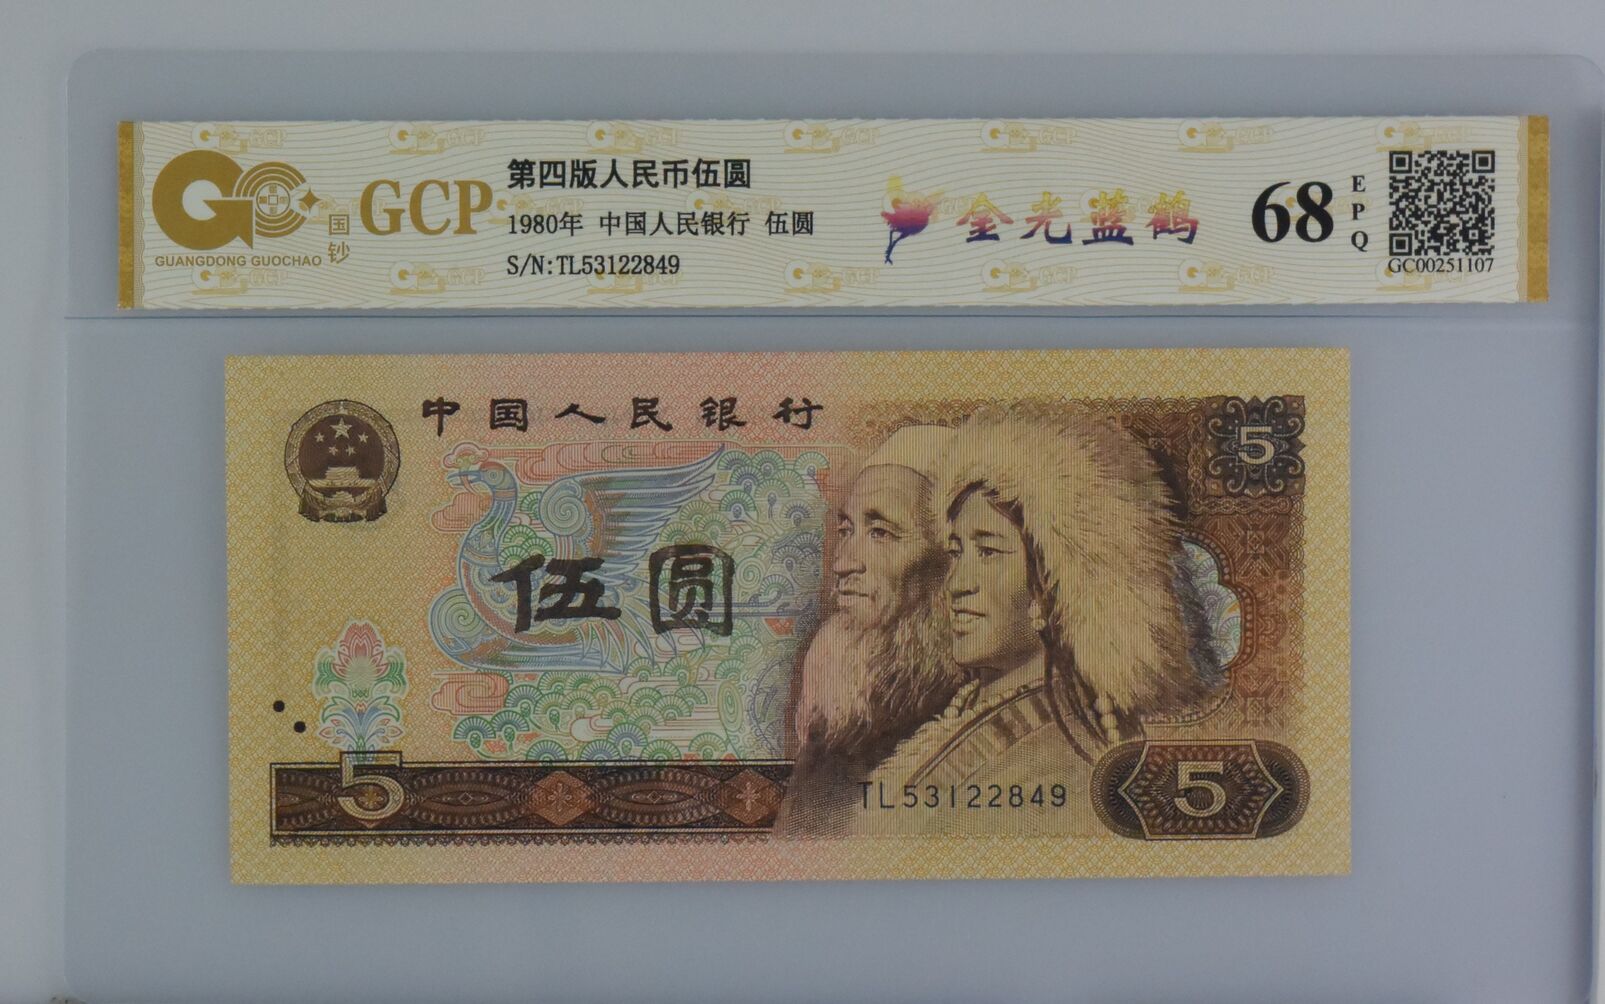 GCP
国钞
GUANGDONG GUOCHAO
第四版人民币伍圆
1980年 中国人民银行 伍圆
S/N:TL53122849
全光蓝鹤
68
EPQ
GC00251107
中国人民银行
5
伍圆
5
TL53122849
5